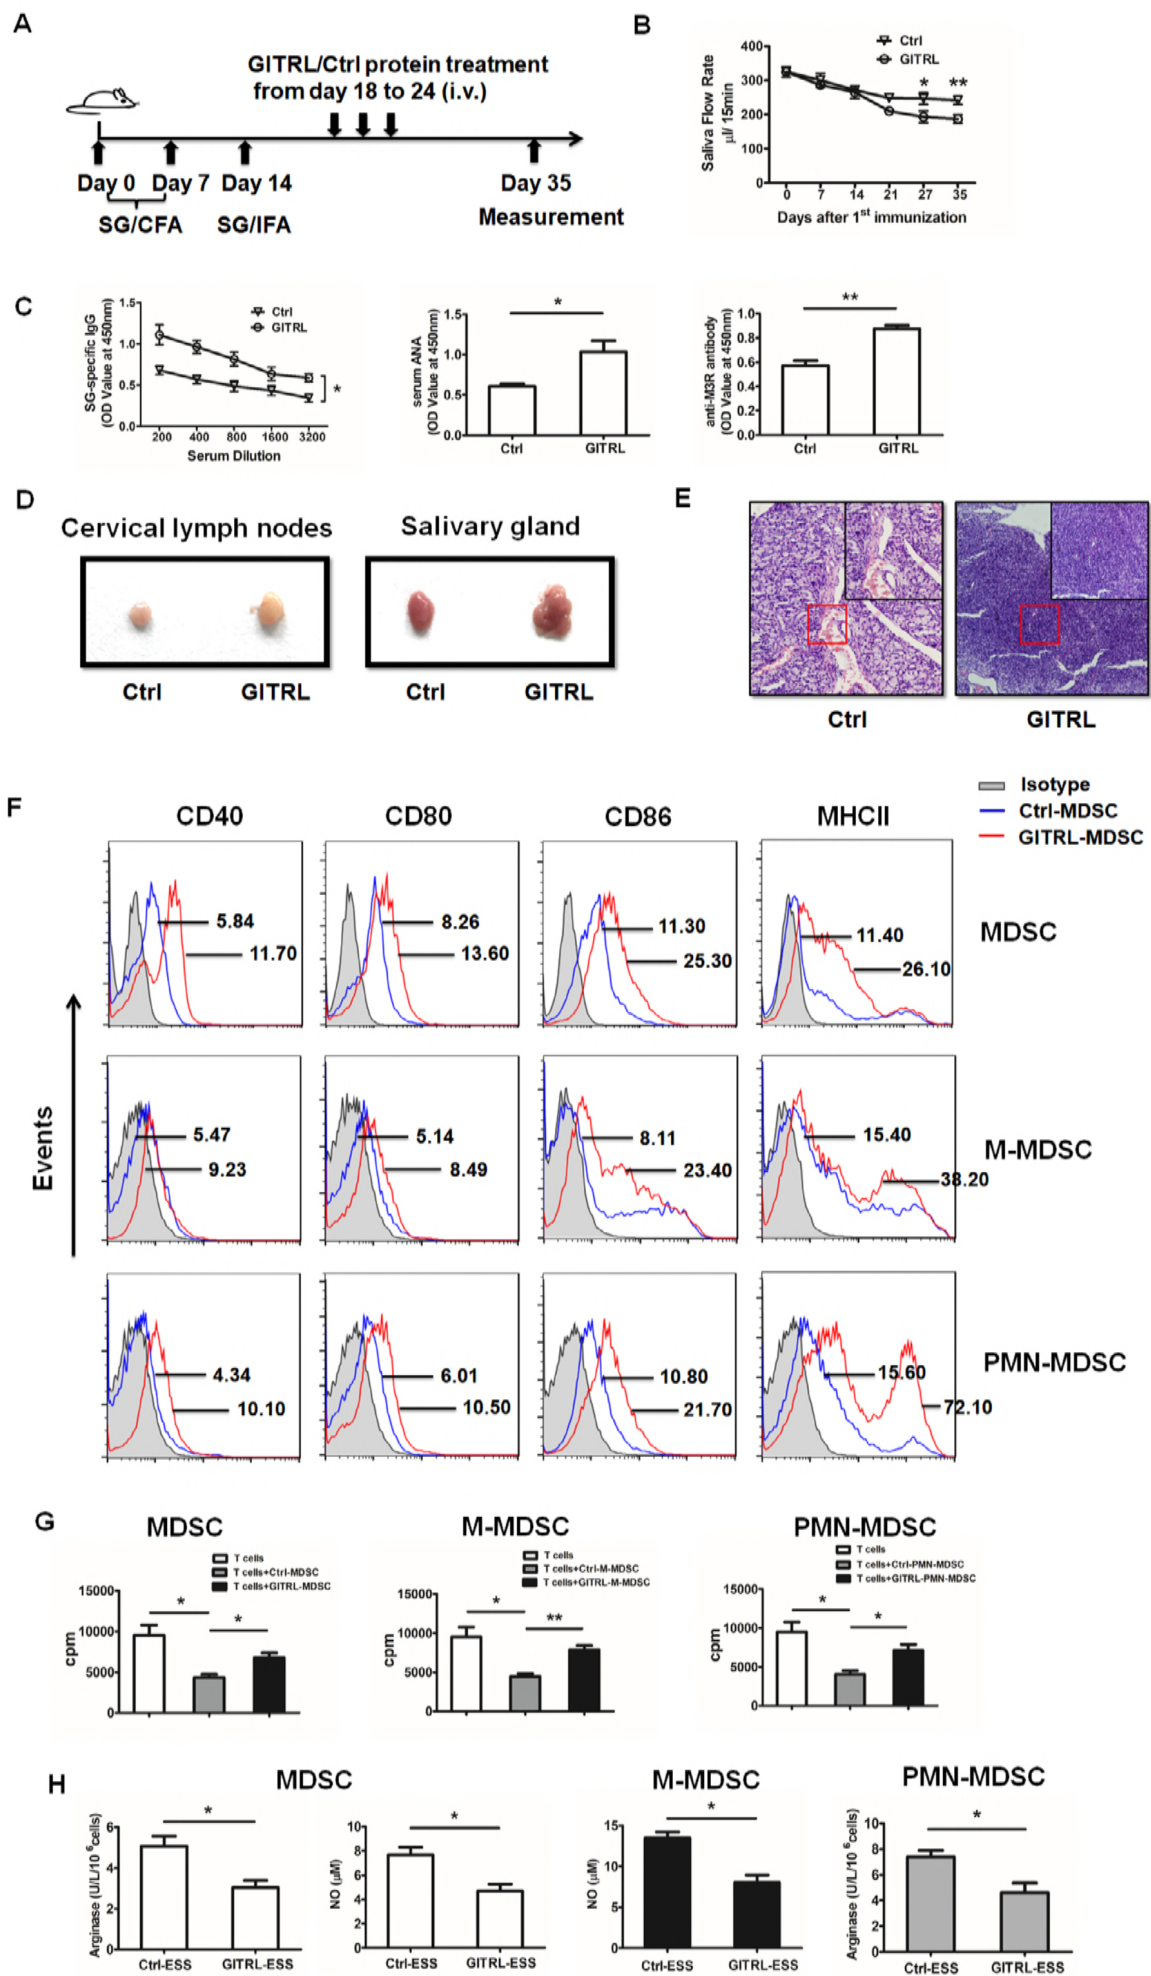 A
GITRL/Ctrl protein treatment
from day 18 to 24 (i.v.)
Day 0 Day 7 Day 14 Day 35
SG/CFA SG/IFA Measurement
B
Saliva Flow Rate
µl/ 15min
400
300
200
100
0
Ctrl
GITRL
* **
0 7 14 21 27 35
Days after 1st immunization
C
SG-specific IgG
(OD Value at 450nm)
1.5
1.0
0.5
0.0
Ctrl
GITRL
*
200 400 800 1600 3200
Serum Dilution
serum ANA
(OD Value at 450nm)
1.5
1.0
0.5
0.0
*
Ctrl GITRL
anti-M3R antibody
(OD Value at 450nm)
1.0
0.8
0.6
0.4
0.2
0.0
**
Ctrl GITRL
D
Cervical lymph nodes
Ctrl GITRL
Salivary gland
Ctrl GITRL
E
Ctrl GITRL
F
Isotype
Ctrl-MDSC
GITRL-MDSC
CD40 CD80 CD86 MHCII
Events
5.84
11.70
8.26
13.60
11.30
25.30
11.40
26.10
MDSC
5.47
9.23
5.14
8.49
8.11
23.40
15.40
38.20
M-MDSC
4.34
10.10
6.01
10.50
10.80
21.70
15.60
72.10
PMN-MDSC
G
MDSC
T cells
T cells+Ctrl-MDSC
T cells+GITRL-MDSC
cpm
15000
10000
5000
0
* *
M-MDSC
T cells
T cells+Ctrl-M-MDSC
T cells+GITRL-M-MDSC
cpm
15000
10000
5000
0
* **
PMN-MDSC
T cells
T cells+Ctrl-PMN-MDSC
T cells+GITRL-PMN-MDSC
cpm
15000
10000
5000
0
* *
H
MDSC
Arginase (U/L/10 6cells)
6
4
2
0
*
Ctrl-ESS GITRL-ESS
NO (µM)
10
8
6
4
2
0
*
Ctrl-ESS GITRL-ESS
M-MDSC
NO (µM)
15
10
5
0
*
Ctrl-ESS GITRL-ESS
PMN-MDSC
Arginase (U/L/10 6cells)
10
8
6
4
2
0
*
Ctrl-ESS GITRL-ESS